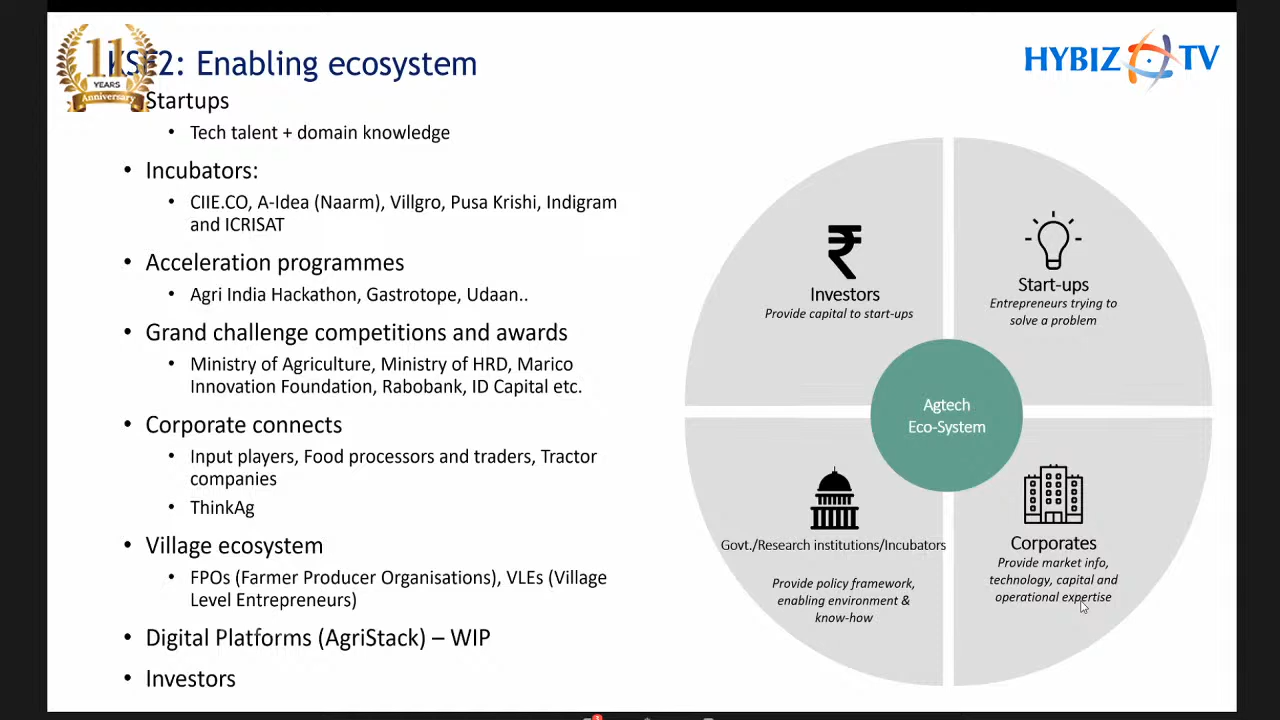 11
YEARS
Anniversary
KSF2: Enabling ecosystem
HYBIZ TV
• Startups
• Tech talent + domain knowledge
• Incubators:
• CIIE.CO, A-Idea (Naarm), Villgro, Pusa Krishi, Indigram
and ICRISAT
• Acceleration programmes
• Agri India Hackathon, Gastrotope, Udaan..
• Grand challenge competitions and awards
• Ministry of Agriculture, Ministry of HRD, Marico
Innovation Foundation, Rabobank, ID Capital etc.
• Corporate connects
• Input players, Food processors and traders, Tractor
companies
• ThinkAg
• Village ecosystem
• FPOs (Farmer Producer Organisations), VLEs (Village
Level Entrepreneurs)
• Digital Platforms (AgriStack) – WIP
• Investors
₹
Investors
Provide capital to start-ups
Start-ups
Entrepreneurs trying to
solve a problem
Agtech
Eco-System
Govt./Research institutions/Incubators
Provide policy framework,
enabling environment &
know-how
Corporates
Provide market info,
technology, capital and
operational expertise